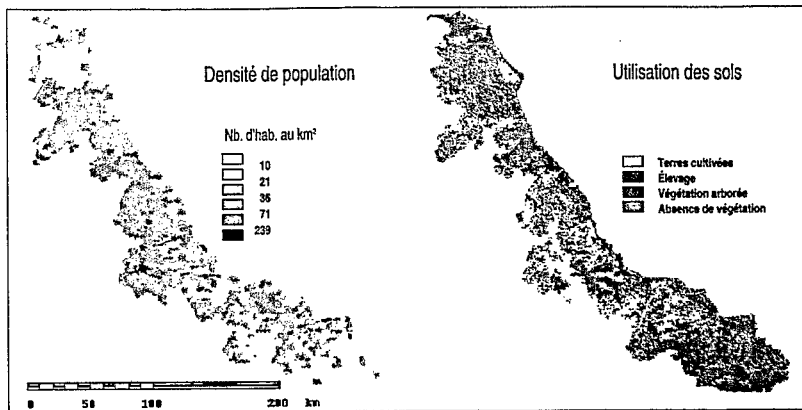 Densité de population
Nb. d'hab. au km²
10
21
36
71
239
0 50 100 200 km
Utilisation des sols
Terres cultivées
Élevage
Végétation arborée
Absence de végétation